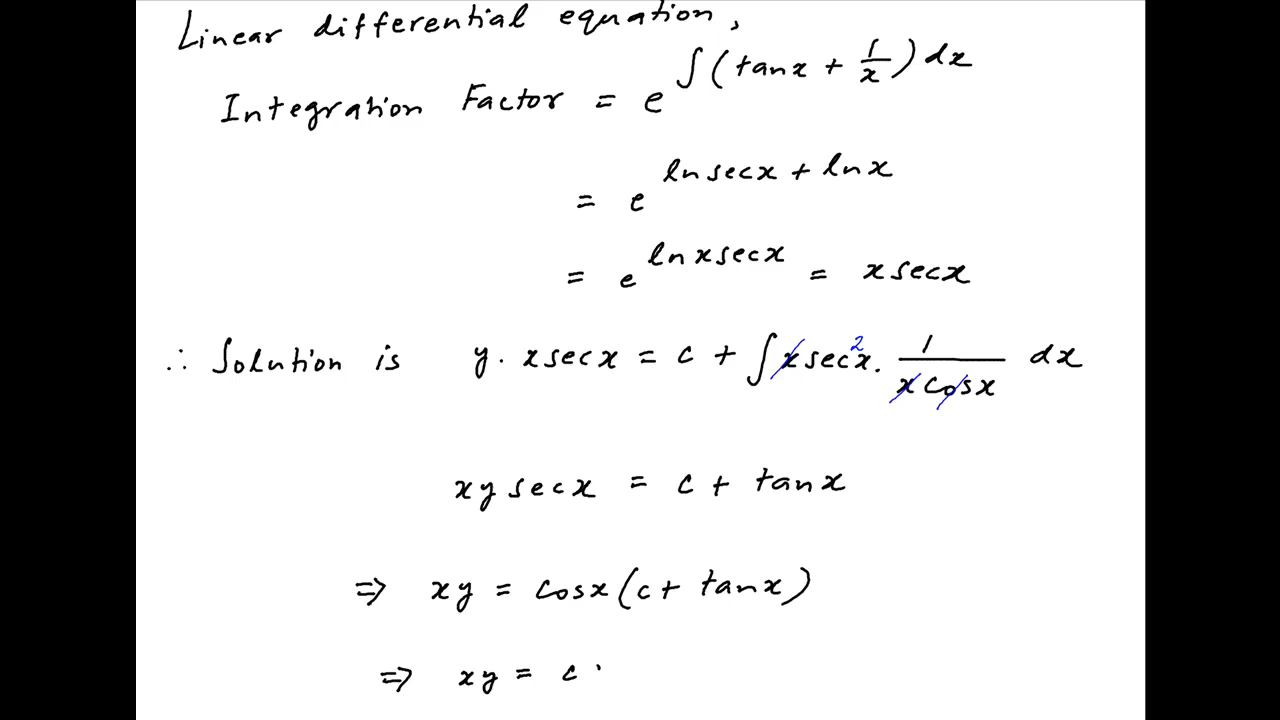 Linear differential equation,
Integration Factor = e^∫(tanx + 1/x)dx
= e^lnsecx + lnx
= e^lnxsecx = xsecx
∴ Solution is y. xsecx = c + ∫xsec²x. 1/xcosx dx
xysecx = c + tanx
⇒ xy = cosx(c + tanx)
⇒ xy = c ·